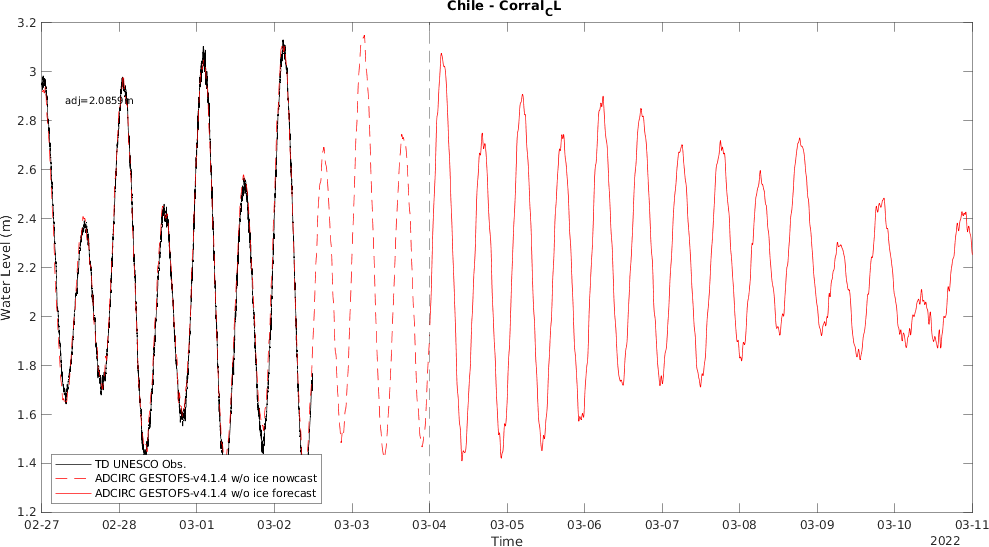 Chile - Corral_CL
3.2
3
2.8
2.6
2.4
2.2
2
1.8
1.6
1.4
1.2
Water Level (m)
adj=2.0859m
TD UNESCO Obs.
ADCIRC GESTOFS-v4.1.4 w/o ice nowcast
ADCIRC GESTOFS-v4.1.4 w/o ice forecast
02-27 02-28 03-01 03-02 03-03 03-04 03-05 03-06 03-07 03-08 03-09 03-10 03-11
Time
2022